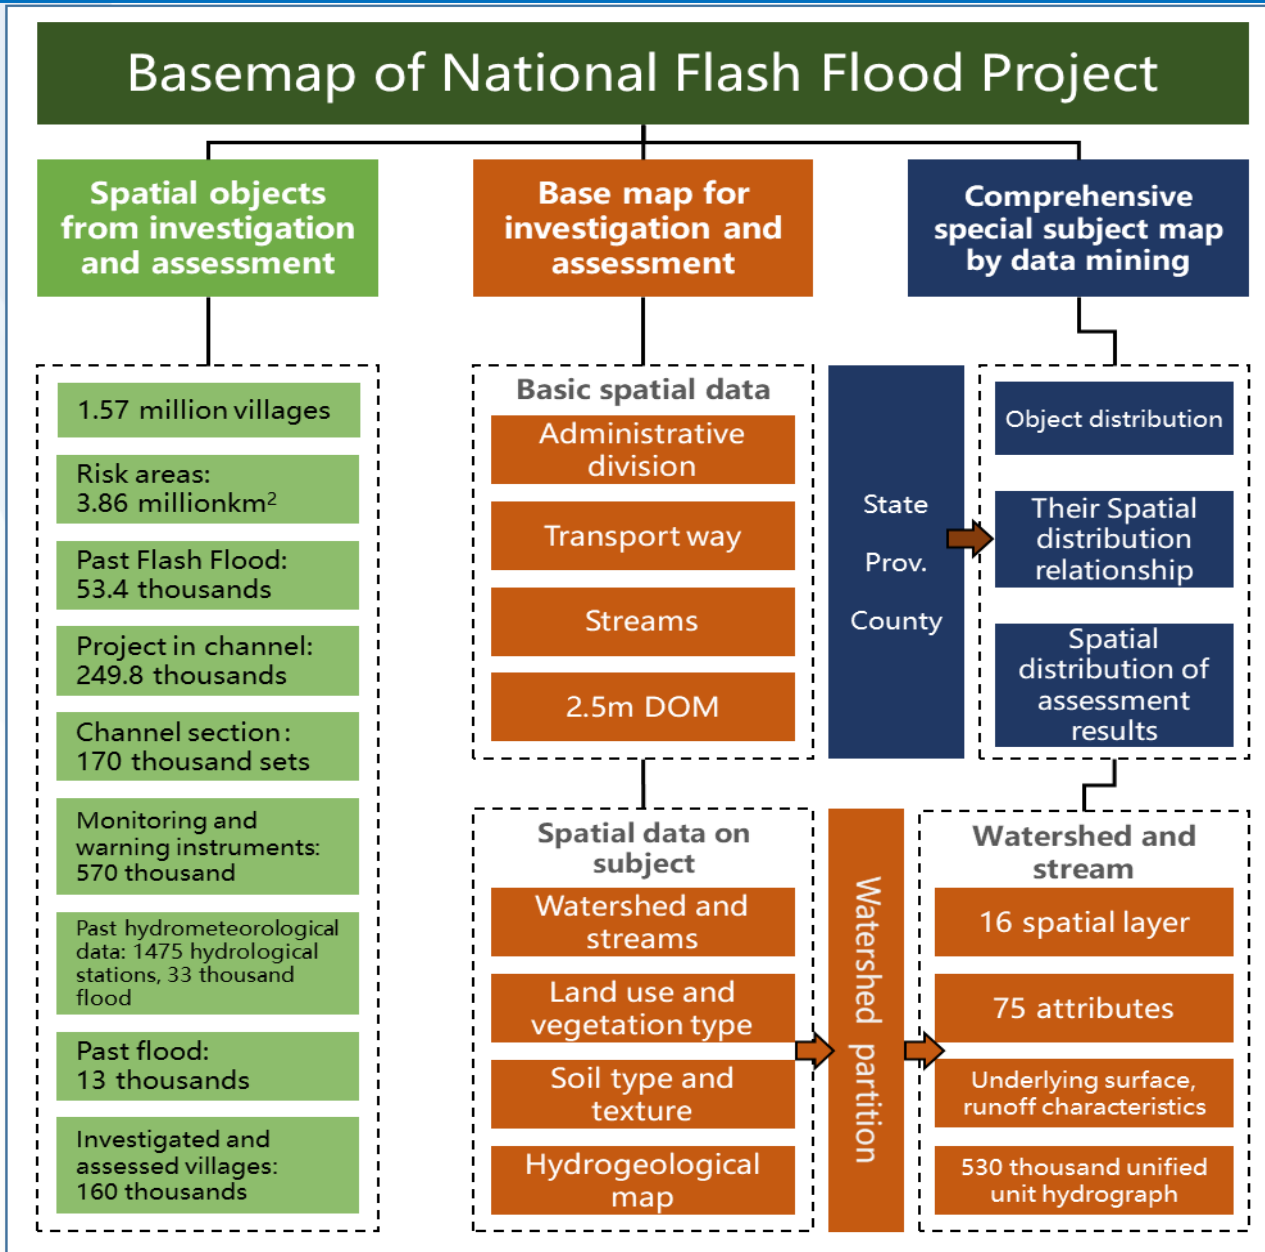 Basemap of National Flash Flood Project
Spatial objects
from investigation
and assessment
1.57 million villages
Risk areas:
3.86 millionkm²
Past Flash Flood:
53.4 thousands
Project in channel:
249.8 thousands
Channel section:
170 thousand sets
Monitoring and
warning instruments:
570 thousand
Past hydrometeorological
data: 1475 hydrological
stations, 33 thousand
flood
Past flood:
13 thousands
Investigated and
assessed villages:
160 thousands
Base map for
investigation and
assessment
Basic spatial data
Administrative
division
Transport way
Streams
2.5m DOM
Spatial data on
subject
Watershed and
streams
Land use and
vegetation type
Soil type and
texture
Hydrogeological
map
State
Prov.
County
Watershed partition
Comprehensive
special subject map
by data mining
Object distribution
Their Spatial
distribution
relationship
Spatial
distribution of
assessment
results
Watershed and
stream
16 spatial layer
75 attributes
Underlying surface,
runoff characteristics
530 thousand unified
unit hydrograph